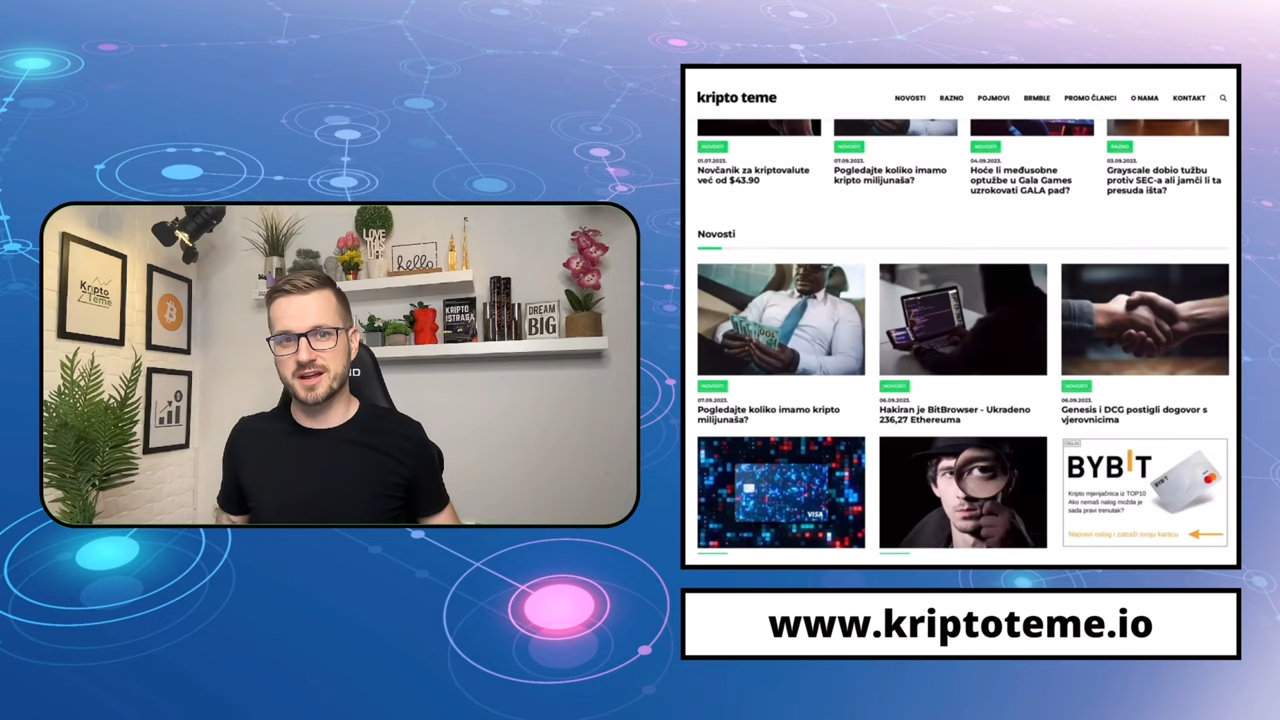 Kripto
Teme
LOVE
THIS
hello
KRIPTO
ISTRAGA
DREAM
BIG
kripto teme
NOVOSTI RAZNO POJMOVI BRMBLE PROMO ČLANCI O NAMA KONTAKT
NOVOSTI
01.07.2023.
Novčanik za kriptovalute
već od $43.90
NOVOSTI
07.09.2023.
Pogledajte koliko imamo
kripto milijunaša?
NOVOSTI
04.09.2023.
Hoće li međusobne
optužbe u Gala Games
uzrokovati GALA pad?
RAZNO
03.09.2023.
Grayscale dobio tužbu
protiv SEC-a ali jamči li ta
presuda išta?
Novosti
NOVOSTI
07.09.2023.
Pogledajte koliko imamo kripto
milijunaša?
NOVOSTI
06.09.2023.
Hakiran je BitBrowser - Ukradeno
236,27 Ethereuma
NOVOSTI
06.09.2023.
Genesis i DCG postigli dogovor s
vjerovnicima
VISA
OGLAS
BYBIT
Kripto mjenjačnica iz TOP10
Ako nemaš nalog možda je
sada pravi trenutak?
BYBIT
Napravi nalog i zatraži svoju karticu
www.kriptoteme.io